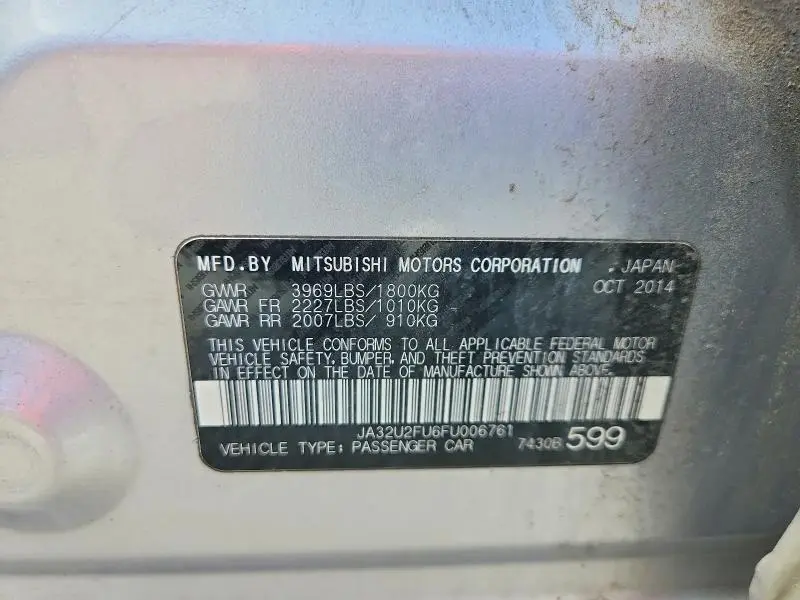 MFD.BY MITSUBISHI MOTORS CORPORATION . JAPAN
GVWR 3969LBS/1800KG OCT 2014
GAWR FR 2227LBS/1010KG
GAWR RR 2007LBS/ 910KG
THIS VEHICLE CONFORMS TO ALL APPLICABLE FEDERAL MOTOR
VEHICLE SAFETY, BUMPER, AND THEFT PREVENTION STANDARDS
IN EFFECT ON THE DATE OF MANUFACTURE SHOWN ABOVE.
JA32U2FU6FU006761
VEHICLE TYPE: PASSENGER CAR 7430B 599